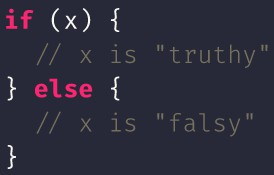 if (x) {
  // x is "truthy"
} else {
  // x is "falsy"
}